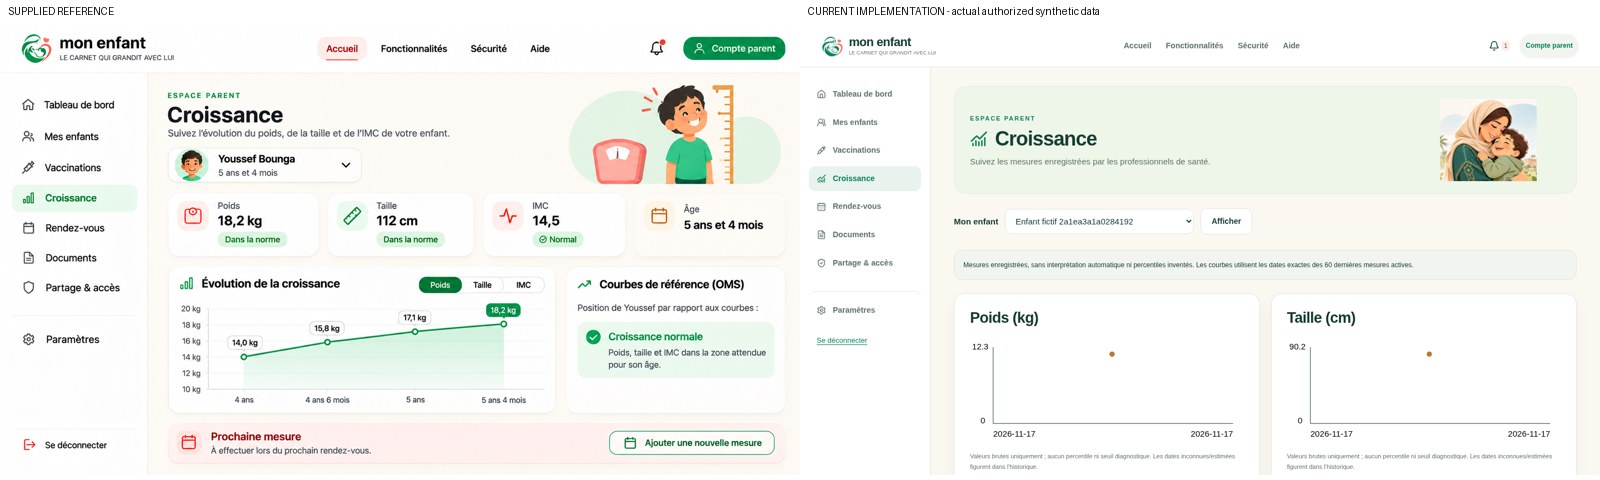 SUPPLIED REFERENCE
mon enfant
LE CARNET QUI GRANDIT AVEC LUI
Accueil
Fonctionnalités
Sécurité
Aide
Compte parent
Tableau de bord
Mes enfants
Vaccinations
Croissance
Rendez-vous
Documents
Partage & accès
Paramètres
Se déconnecter
ESPACE PARENT
Croissance
Suivez l'évolution du poids, de la taille et de l'IMC de votre enfant.
Youssef Bounga
5 ans et 4 mois
Poids
18,2 kg
Dans la norme
Taille
112 cm
Dans la norme
IMC
14,5
Normal
Âge
5 ans et 4 mois
Évolution de la croissance
Poids
Taille
IMC
20 kg
18 kg
16 kg
14 kg
12 kg
10 kg
14,0 kg
15,8 kg
17,1 kg
18,2 kg
4 ans
4 ans 6 mois
5 ans
5 ans 4 mois
Courbes de référence (OMS)
Position de Youssef par rapport aux courbes :
Croissance normale
Poids, taille et IMC dans la zone attendue
pour son âge.
Prochaine mesure
À effectuer lors du prochain rendez-vous.
Ajouter une nouvelle mesure
CURRENT IMPLEMENTATION - actual authorized synthetic data
mon enfant
LE CARNET QUI GRANDIT AVEC LUI
Accueil
Fonctionnalités
Sécurité
Aide
1
Compte parent
Tableau de bord
Mes enfants
Vaccinations
Croissance
Rendez-vous
Documents
Partage & accès
Paramètres
Se déconnecter
ESPACE PARENT
Croissance
Suivez les mesures enregistrées par les professionnels de santé.
Mon enfant
Enfant fictif 2a1ea3a1a0284192
Afficher
Mesures enregistrées, sans interprétation automatique ni percentiles inventés. Les courbes utilisent les dates exactes des 60 dernières mesures actives.
Poids (kg)
12.3
0
2026-11-17
2026-11-17
Valeurs brutes uniquement ; aucun percentile ni seuil diagnostique. Les dates inconnues/estimées
figurent dans l'historique.
Taille (cm)
90.2
0
2026-11-17
2026-11-17
Valeurs brutes uniquement ; aucun percentile ni seuil diagnostique. Les dates inconnues/estimées
figurent dans l'historique.